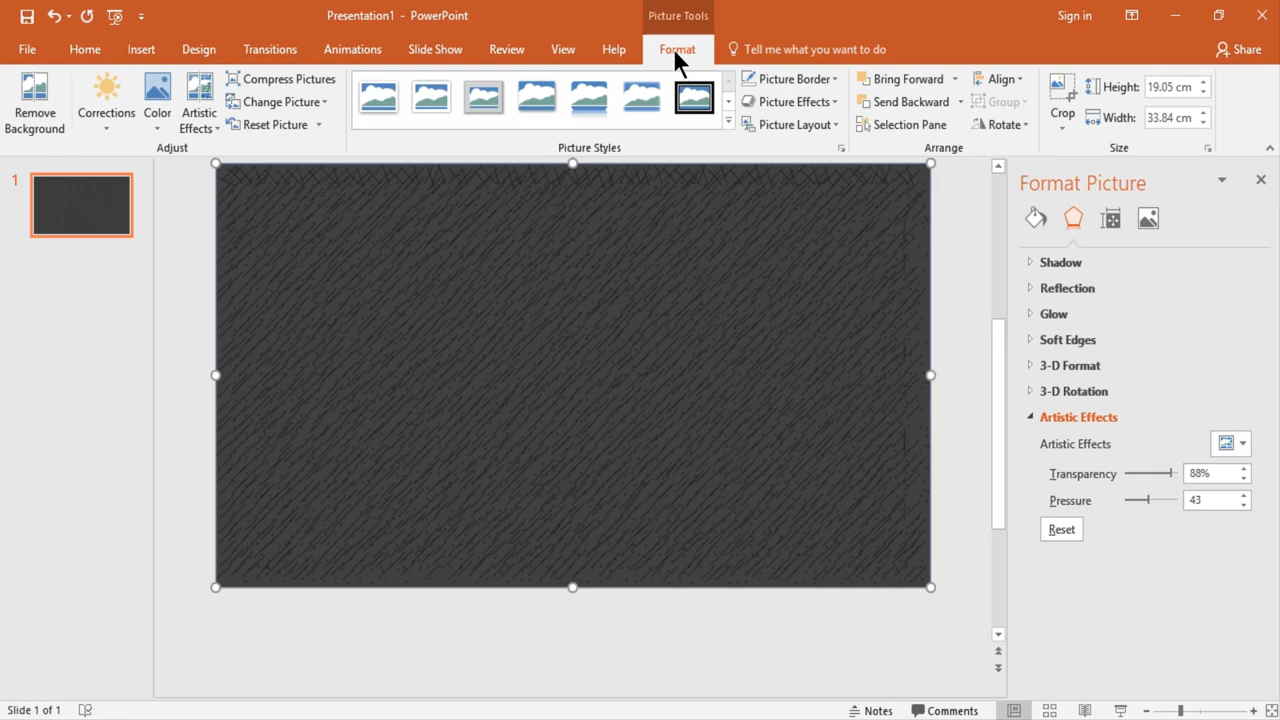 Presentation1 - PowerPoint
Picture Tools
Sign in
File
Home
Insert
Design
Transitions
Animations
Slide Show
Review
View
Help
Format
Tell me what you want to do
Share
Remove
Background
Corrections
Color
Artistic
Effects
Compress Pictures
Change Picture
Reset Picture
Adjust
Picture Styles
Picture Border
Picture Effects
Picture Layout
Bring Forward
Send Backward
Selection Pane
Align
Group
Rotate
Arrange
Crop
Height: 19.05 cm
Width: 33.84 cm
Size
1
Format Picture
Shadow
Reflection
Glow
Soft Edges
3-D Format
3-D Rotation
Artistic Effects
Artistic Effects
Transparency 88%
Pressure 43
Reset
Slide 1 of 1
Notes
Comments